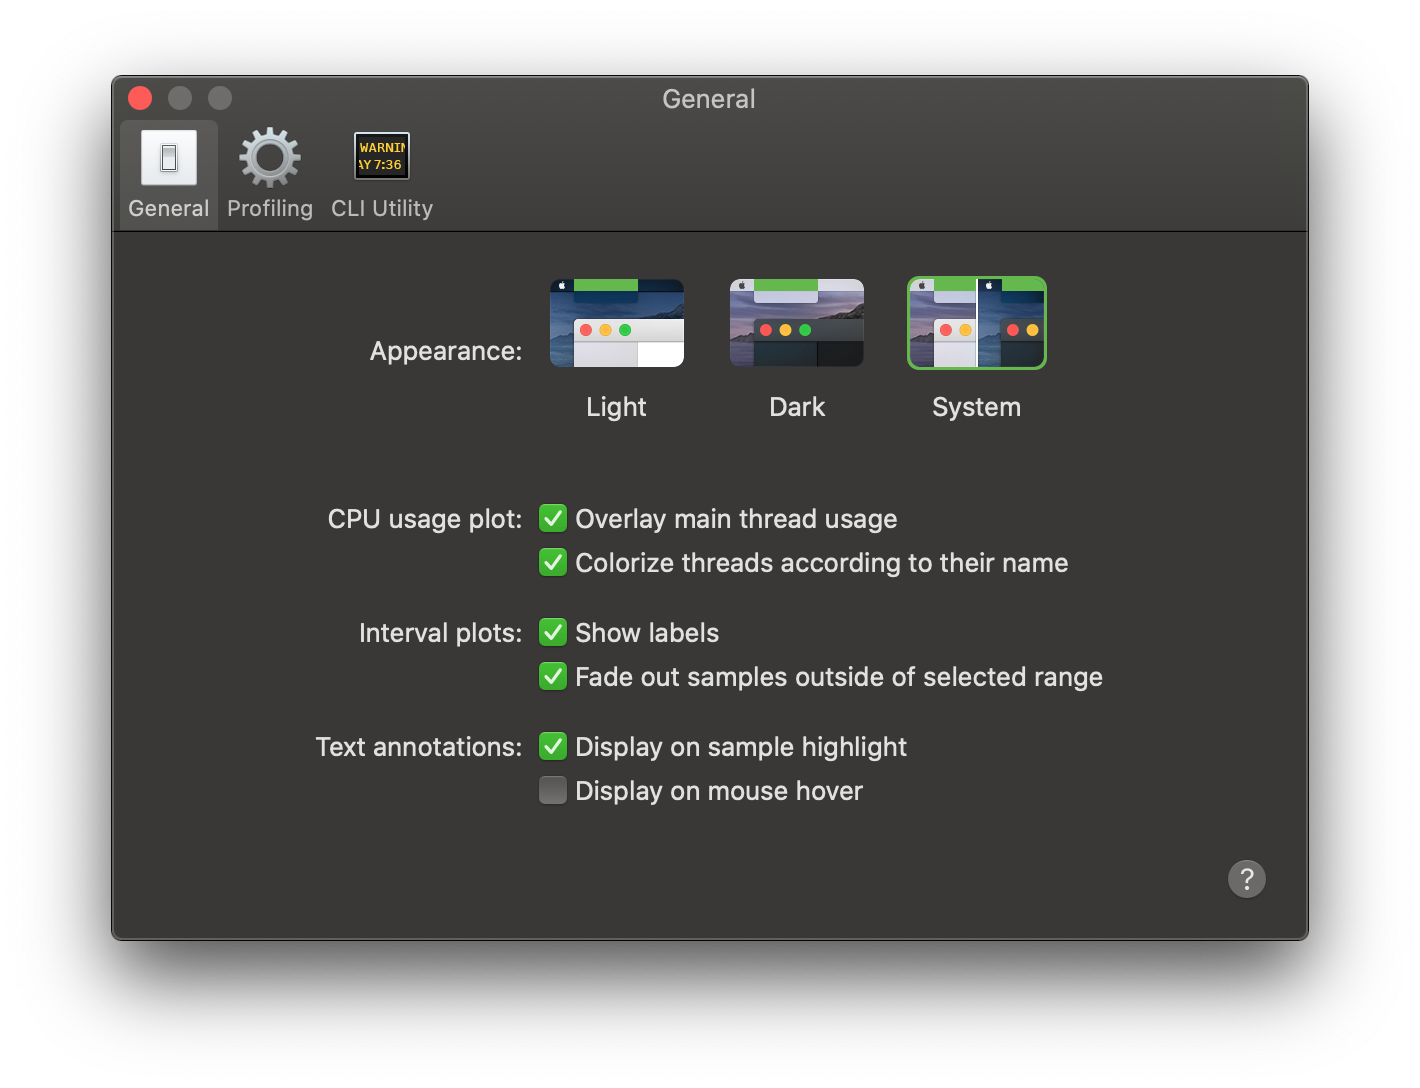 General
WARNIN
AY 7:36
General Profiling CLI Utility
Appearance:
Light Dark System
CPU usage plot: Overlay main thread usage
Colorize threads according to their name
Interval plots: Show labels
Fade out samples outside of selected range
Text annotations: Display on sample highlight
Display on mouse hover
?